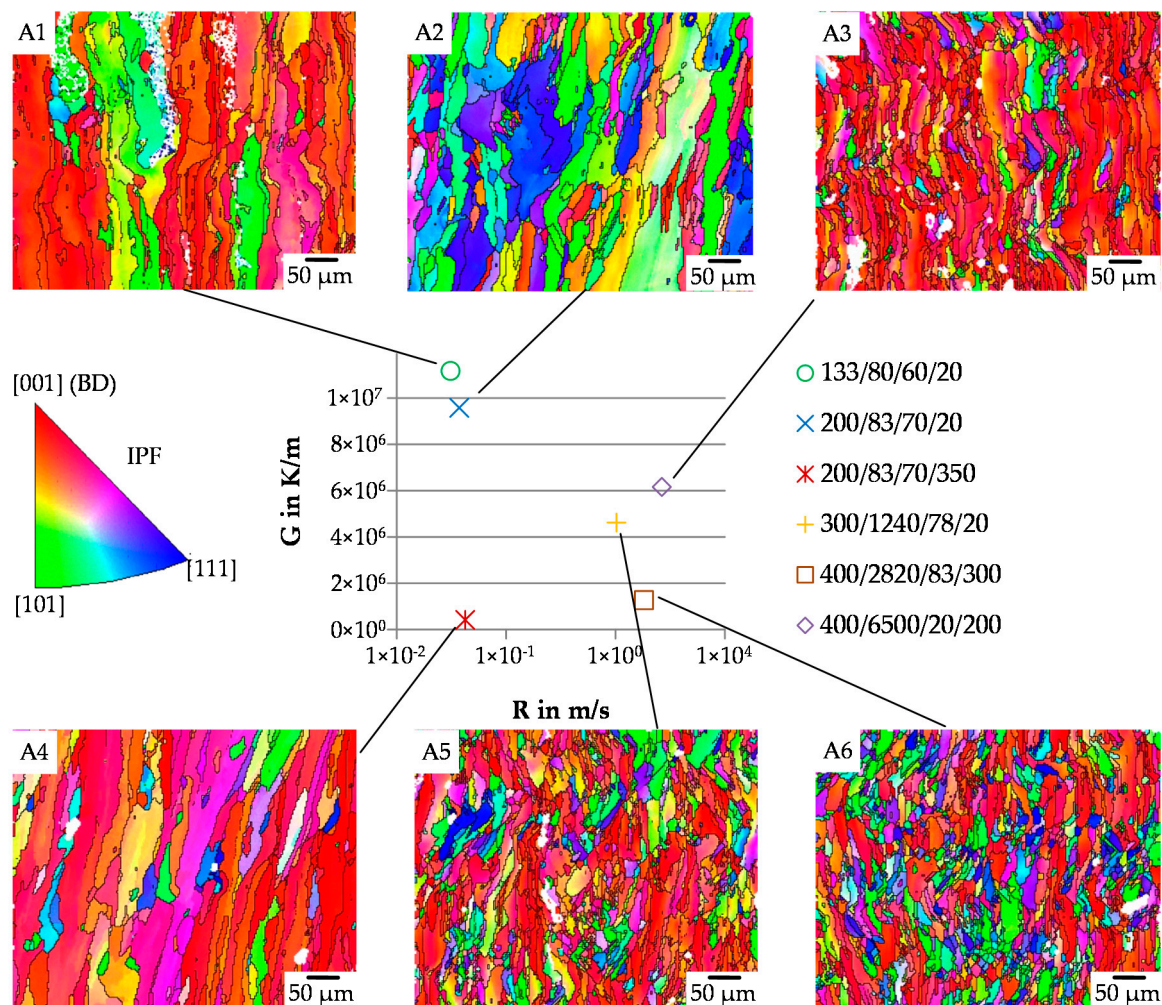 A1
A2
A3
50 µm
50 µm
50 µm
[001] (BD)
IPF
[111]
[101]
G in K/m
1×10⁷
8×10⁶
6×10⁶
4×10⁶
2×10⁶
0×10⁰
1×10⁻²
1×10⁻¹
1×10⁰
1×10⁴
R in m/s
133/80/60/20
200/83/70/20
200/83/70/350
300/1240/78/20
400/2820/83/300
400/6500/20/200
A4
A5
A6
50 µm
50 µm
50 µm